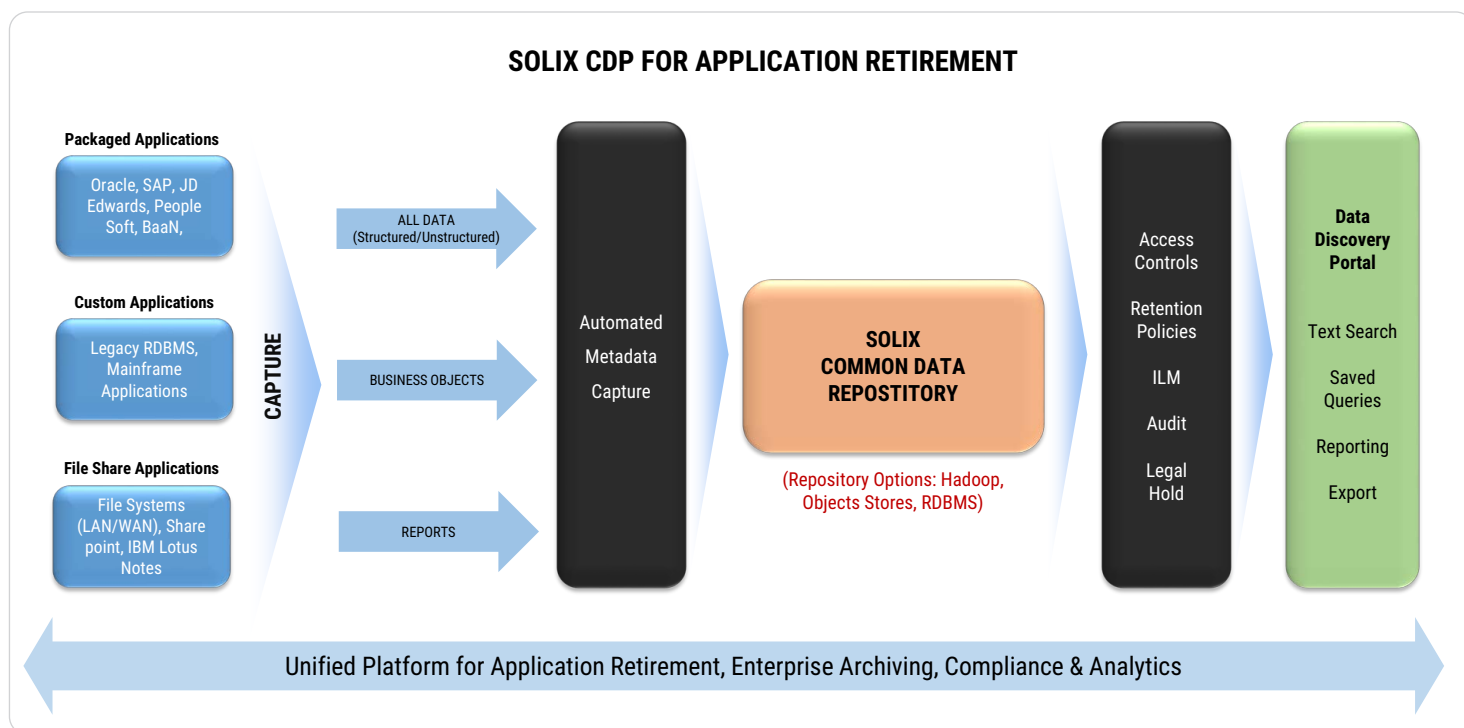 SOLIX CDP FOR APPLICATION RETIREMENT
Packaged Applications
Oracle, SAP, JD
Edwards, People
Soft, BaaN,
Custom Applications
Legacy RDBMS,
Mainframe
Applications
File Share Applications
File Systems
(LAN/WAN), Share
point, IBM Lotus
Notes
CAPTURE
ALL DATA
(Structured/Unstructured)
BUSINESS OBJECTS
REPORTS
Automated
Metadata
Capture
SOLIX
COMMON DATA
REPOSTITORY
(Repository Options: Hadoop,
Objects Stores, RDBMS)
Access
Controls
Retention
Policies
ILM
Audit
Legal
Hold
Data
Discovery
Portal
Text Search
Saved
Queries
Reporting
Export
Unified Platform for Application Retirement, Enterprise Archiving, Compliance & Analytics